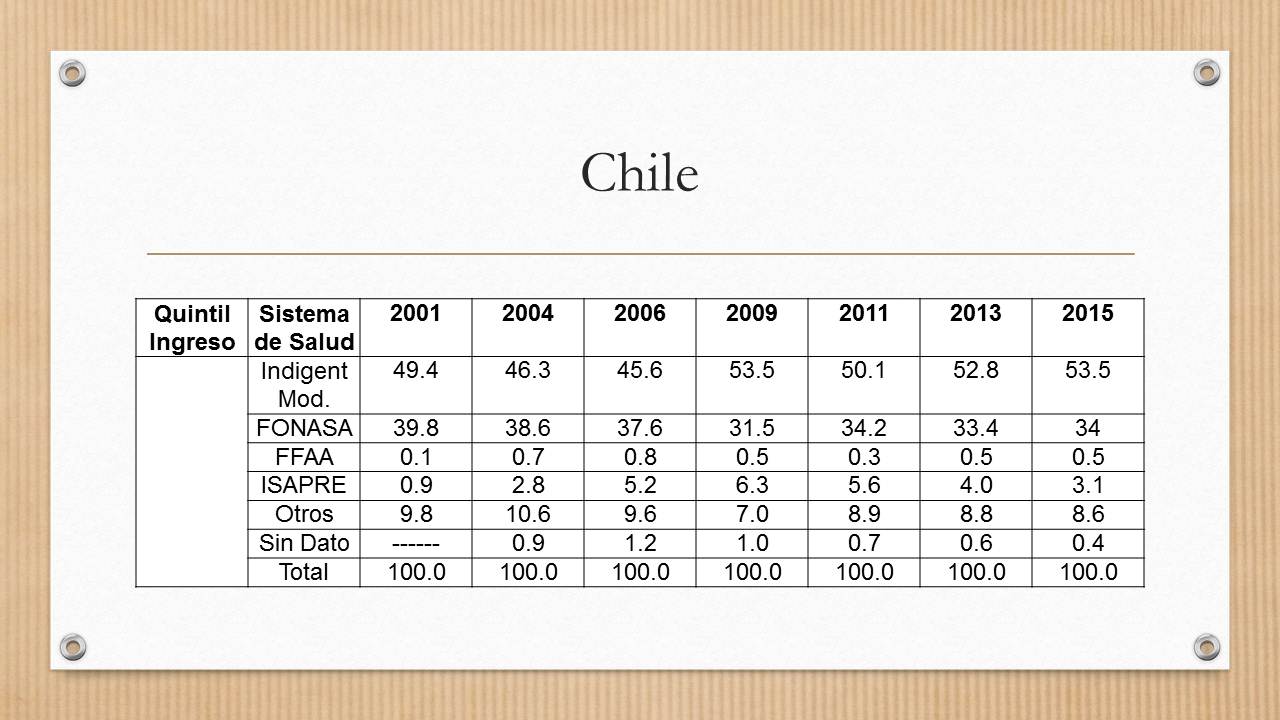 Chile
Quintil Ingreso Sistema de Salud 2001 2004 2006 2009 2011 2013 2015
Indigent Mod. 49.4 46.3 45.6 53.5 50.1 52.8 53.5
FONASA 39.8 38.6 37.6 31.5 34.2 33.4 34
FFAA 0.1 0.7 0.8 0.5 0.3 0.5 0.5
ISAPRE 0.9 2.8 5.2 6.3 5.6 4.0 3.1
Otros 9.8 10.6 9.6 7.0 8.9 8.8 8.6
Sin Dato ------ 0.9 1.2 1.0 0.7 0.6 0.4
Total 100.0 100.0 100.0 100.0 100.0 100.0 100.0